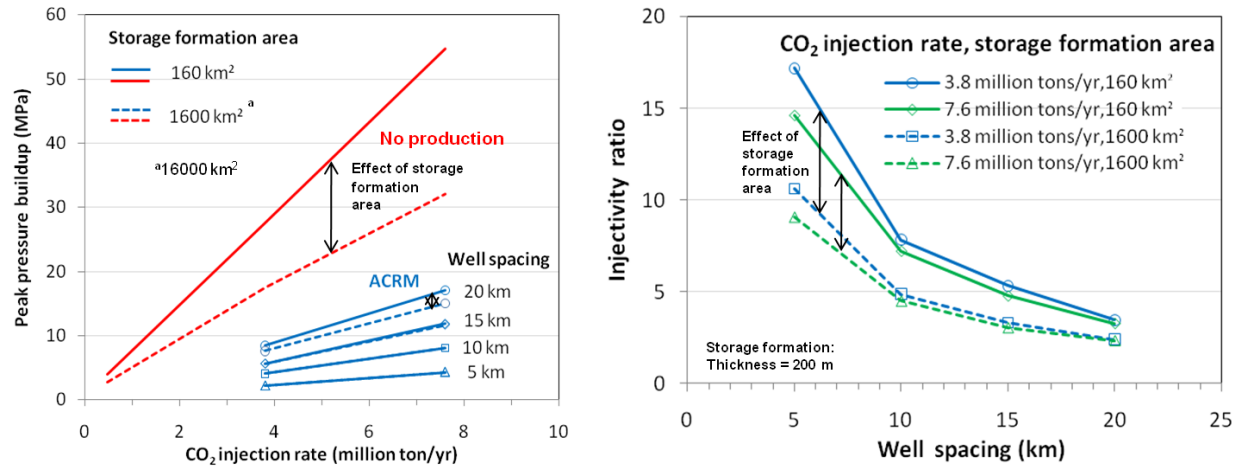 60
50
40
30
20
10
0
Peak pressure buildup (MPa)
Storage formation area
160 km²
1600 km² a
ᵃ16000 km²
No production
Effect of storage
formation
area
Well spacing
ACRM
20 km
15 km
10 km
5 km
0 2 4 6 8 10
CO₂ injection rate (million ton/yr)
20
15
10
5
0
Injectivity ratio
CO₂ injection rate, storage formation area
3.8 million tons/yr,160 km²
7.6 million tons/yr,160 km²
3.8 million tons/yr,1600 km²
7.6 million tons/yr,1600 km²
Effect of
storage
formation
area
Storage formation:
Thickness = 200 m
0 5 10 15 20 25
Well spacing (km)